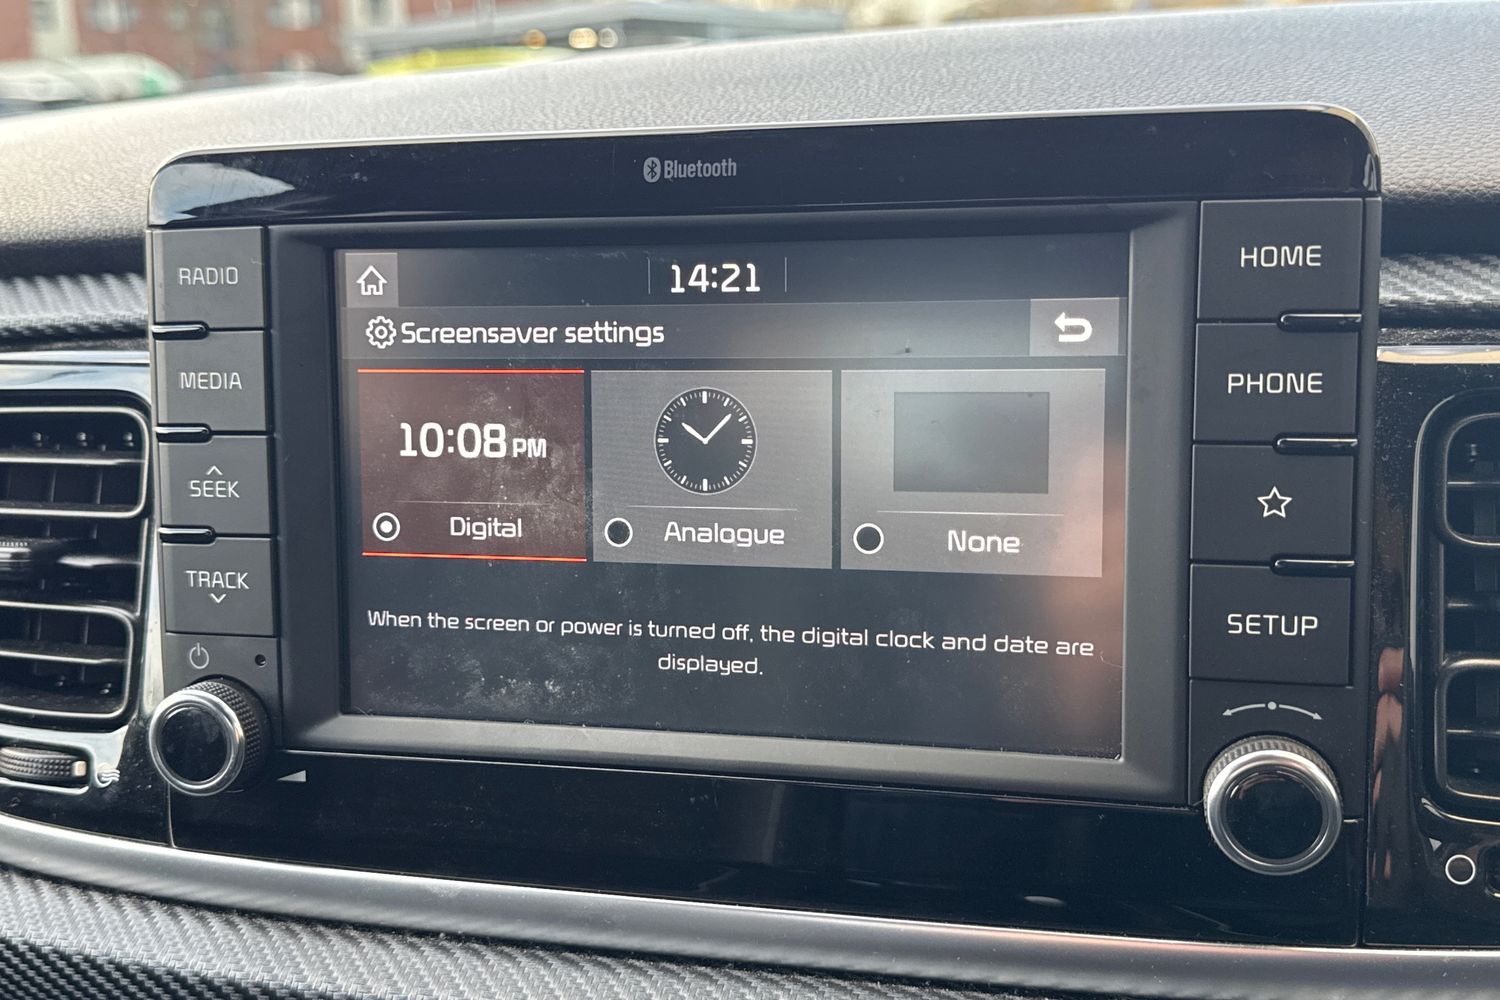 Bluetooth
RADIO
MEDIA
SEEK
TRACK
14:21
Screensaver settings
10:08 PM
Digital
Analogue
None
When the screen or power is turned off, the digital clock and date are
displayed.
HOME
PHONE
SETUP